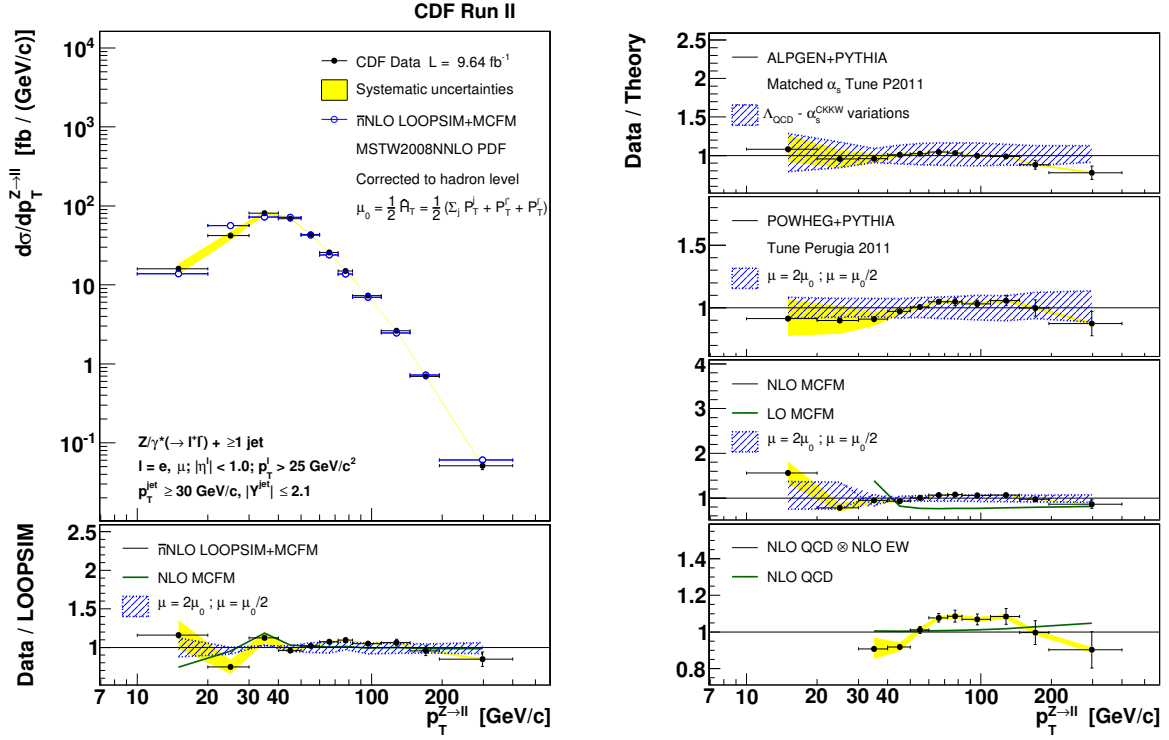 CDF Run II
dσ/dp_T^{Z→ll} [fb / (GeV/c)]
10^4
10^3
10^2
10
1
10^{-1}
CDF Data L = 9.64 fb^{-1}
Systematic uncertainties
n̄NLO LOOPSIM+MCFM
MSTW2008NNLO PDF
Corrected to hadron level
μ_0 = 1/2 Ĥ_T = 1/2 (Σ_j P_T^j + P_T^{l^+} + P_T^{l^-})
Z/γ*(→ l^+l^-) + ≥1 jet
l = e, μ; |η^l| < 1.0; p_T^l > 25 GeV/c^2
p_T^{jet} ≥ 30 GeV/c, |Y^{jet}| ≤ 2.1
Data / LOOPSIM
2.5
2
1.5
1
0.5
n̄NLO LOOPSIM+MCFM
NLO MCFM
μ = 2μ_0 ; μ = μ_0/2
7 10 20 30 40 100 200
p_T^{Z→ll} [GeV/c]
Data / Theory
2.5
2
1.5
1
ALPGEN+PYTHIA
Matched α_s Tune P2011
Λ_{QCD} - α_s^{CKKW} variations
1.5
1
POWHEG+PYTHIA
Tune Perugia 2011
μ = 2μ_0 ; μ = μ_0/2
4
3
2
1
NLO MCFM
LO MCFM
μ = 2μ_0 ; μ = μ_0/2
1.4
1.2
1
0.8
NLO QCD ⊗ NLO EW
NLO QCD
7 10 20 30 40 100 200
p_T^{Z→ll} [GeV/c]